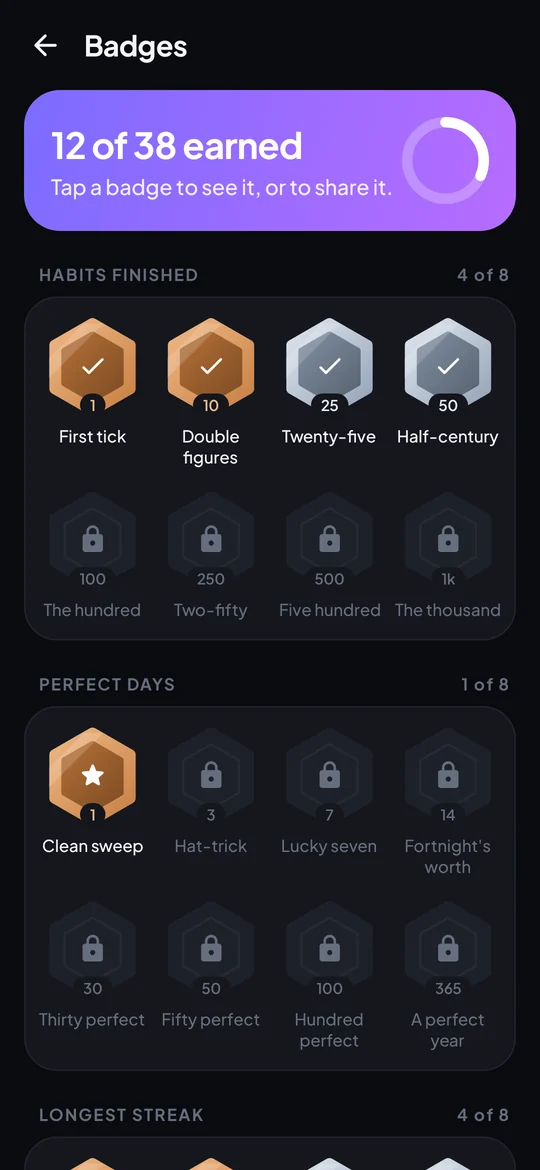 Badges
12 of 38 earned
Tap a badge to see it, or to share it.
HABITS FINISHED 4 of 8
1 10 25 50
First tick Double figures Twenty-five Half-century
100 250 500 1k
The hundred Two-fifty Five hundred The thousand
PERFECT DAYS 1 of 8
1 3 7 14
Clean sweep Hat-trick Lucky seven Fortnight's worth
30 50 100 365
Thirty perfect Fifty perfect Hundred perfect A perfect year
LONGEST STREAK 4 of 8